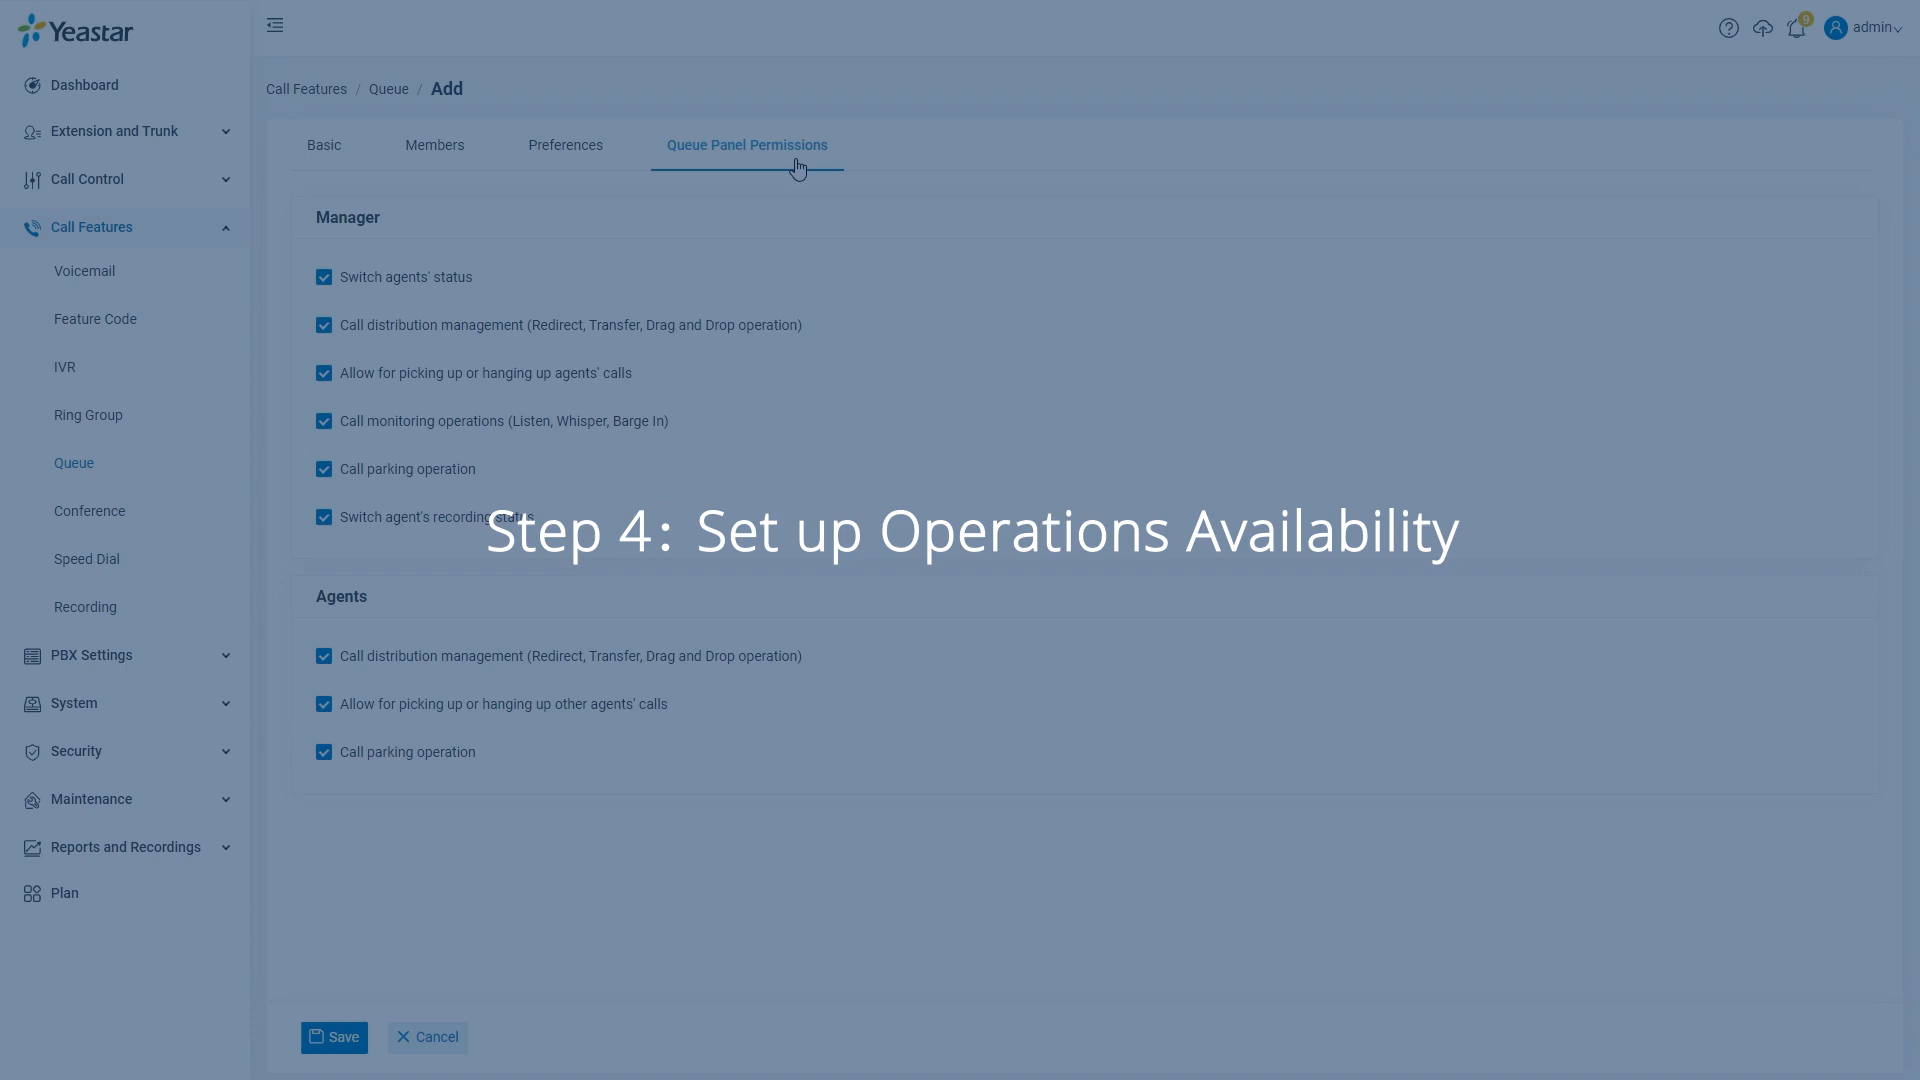 Yeastar
9
admin
Dashboard
Extension and Trunk
Call Control
Call Features
Voicemail
Feature Code
IVR
Ring Group
Queue
Conference
Speed Dial
Recording
PBX Settings
System
Security
Maintenance
Reports and Recordings
Plan
Call Features / Queue / Add
Basic Members Preferences Queue Panel Permissions
Manager
Switch agents' status
Call distribution management (Redirect, Transfer, Drag and Drop operation)
Allow for picking up or hanging up agents' calls
Call monitoring operations (Listen, Whisper, Barge In)
Call parking operation
Switch agent's recording status
Step 4: Set up Operations Availability
Agents
Call distribution management (Redirect, Transfer, Drag and Drop operation)
Allow for picking up or hanging up other agents' calls
Call parking operation
Save Cancel